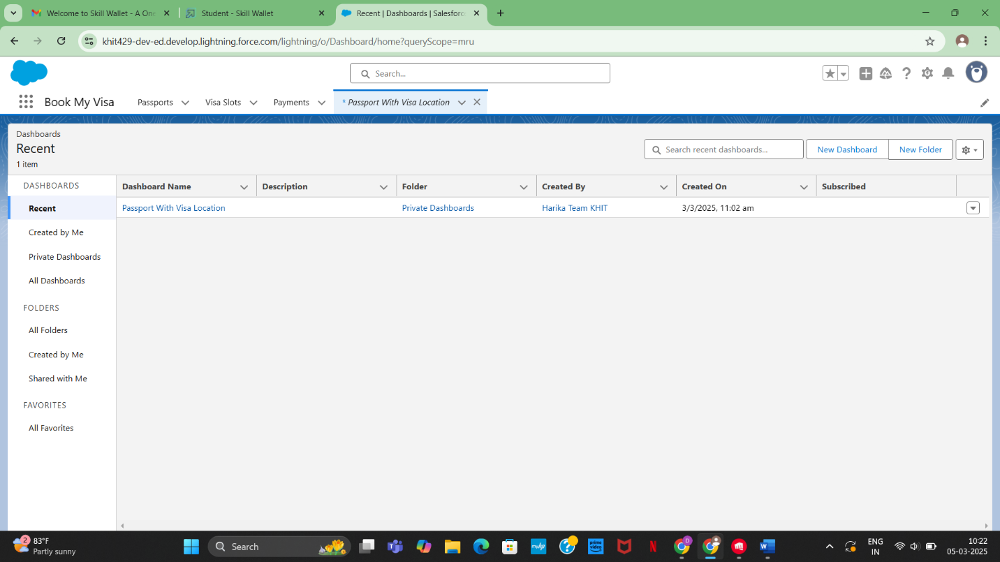 Welcome to Skill Wallet - A One
Student - Skill Wallet
Recent | Dashboards | Salesforc
khit429-dev-ed.develop.lightning.force.com/lightning/o/Dashboard/home?queryScope=mru
Search...
Book My Visa
Passports
Visa Slots
Payments
* Passport With Visa Location
Dashboards
Recent
1 item
Search recent dashboards...
New Dashboard
New Folder
DASHBOARDS
Recent
Created by Me
Private Dashboards
All Dashboards
FOLDERS
All Folders
Created by Me
Shared with Me
FAVORITES
All Favorites
Dashboard Name Description Folder Created By Created On Subscribed
Passport With Visa Location Private Dashboards Harika Team KHIT 3/3/2025, 11:02 am
2
83°F
Partly sunny
Search
myhp
prime video
N
D
W
ENG
IN
10:22
05-03-2025